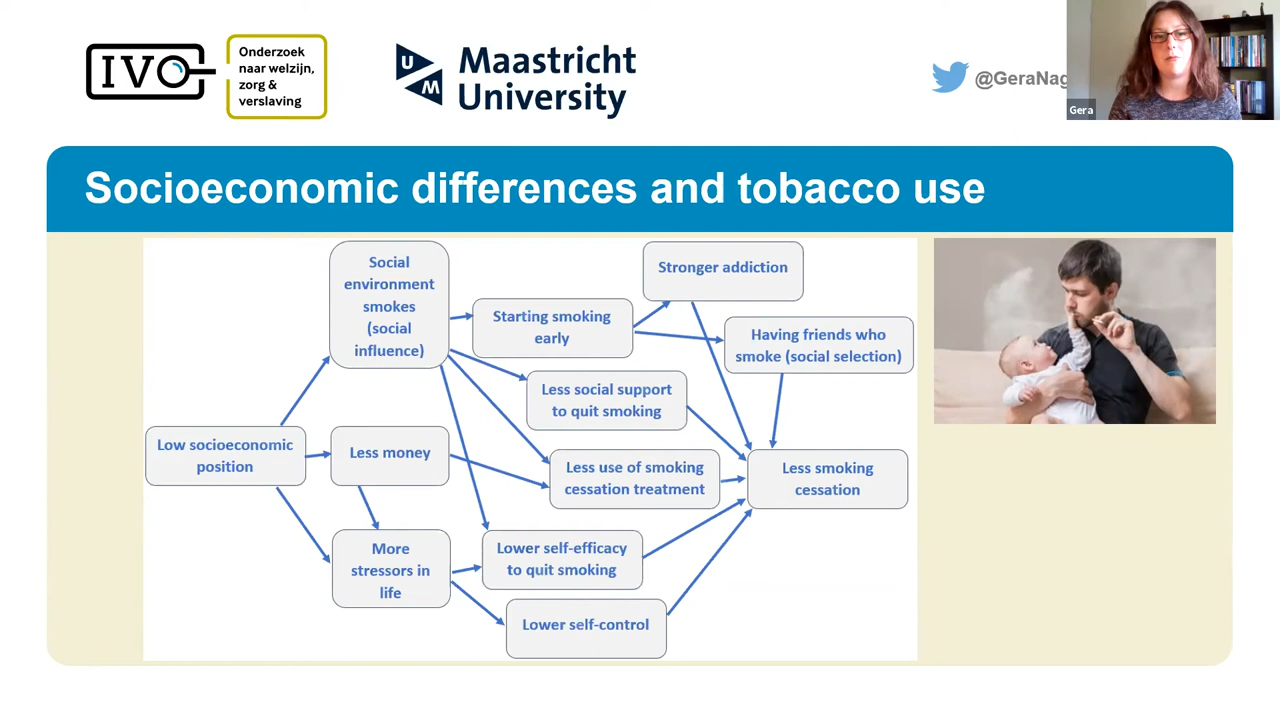 IVO
Onderzoek
naar welzijn,
zorg &
verslaving
UM
Maastricht
University
@GeraNag
Gera
Socioeconomic differences and tobacco use
Social
environment
smokes
(social
influence)
Stronger addiction
Starting smoking
early
Having friends who
smoke (social selection)
Less social support
to quit smoking
Low socioeconomic
position
Less money
Less use of smoking
cessation treatment
Less smoking
cessation
More
stressors in
life
Lower self-efficacy
to quit smoking
Lower self-control